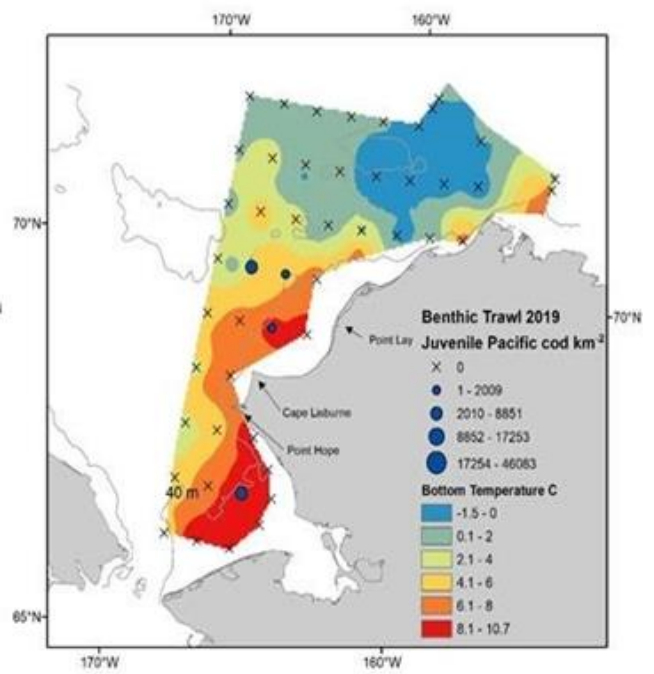 170°W 160°W
70°N
Benthic Trawl 2019
70°N
Juvenile Pacific cod km⁻²
Point Lay
0
1 - 2009
Cape Lisburne
2010 - 8851
8852 - 17253
Point Hope
17254 - 46083
40 m
Bottom Temperature C
-1.5 - 0
0.1 - 2
2.1 - 4
4.1 - 6
6.1 - 8
65°N
8.1 - 10.7
170°W 160°W